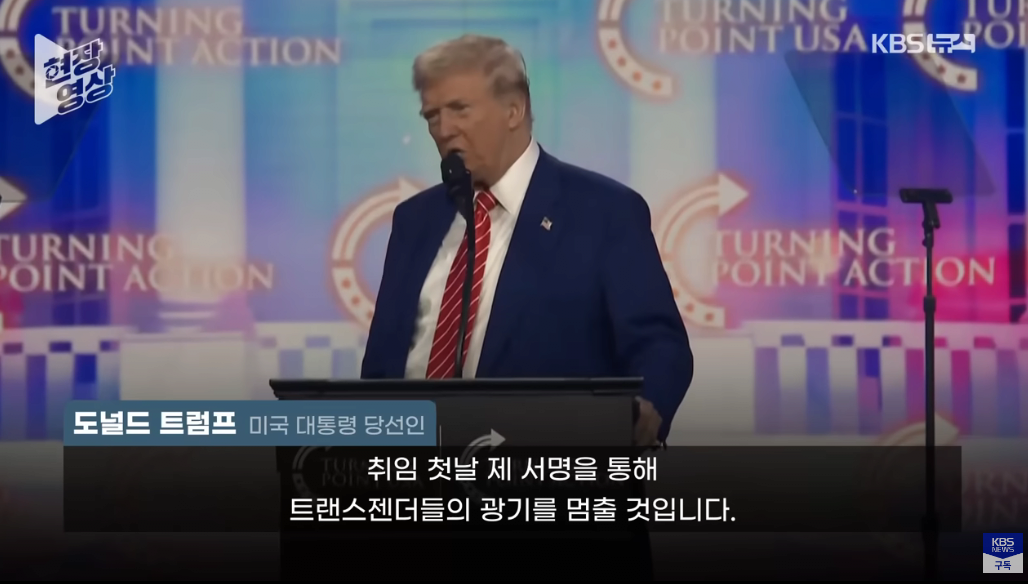 TURNING
POINT ACTION
TURNING
POINT USA
TURNING
현장
영상
KBS 뉴스
TURNING
POINT ACTION
TURNING
POINT ACTION
도널드 트럼프 미국 대통령 당선인
취임 첫날 제 서명을 통해
트랜스젠더들의 광기를 멈출 것입니다.
KBS
NEWS
구독